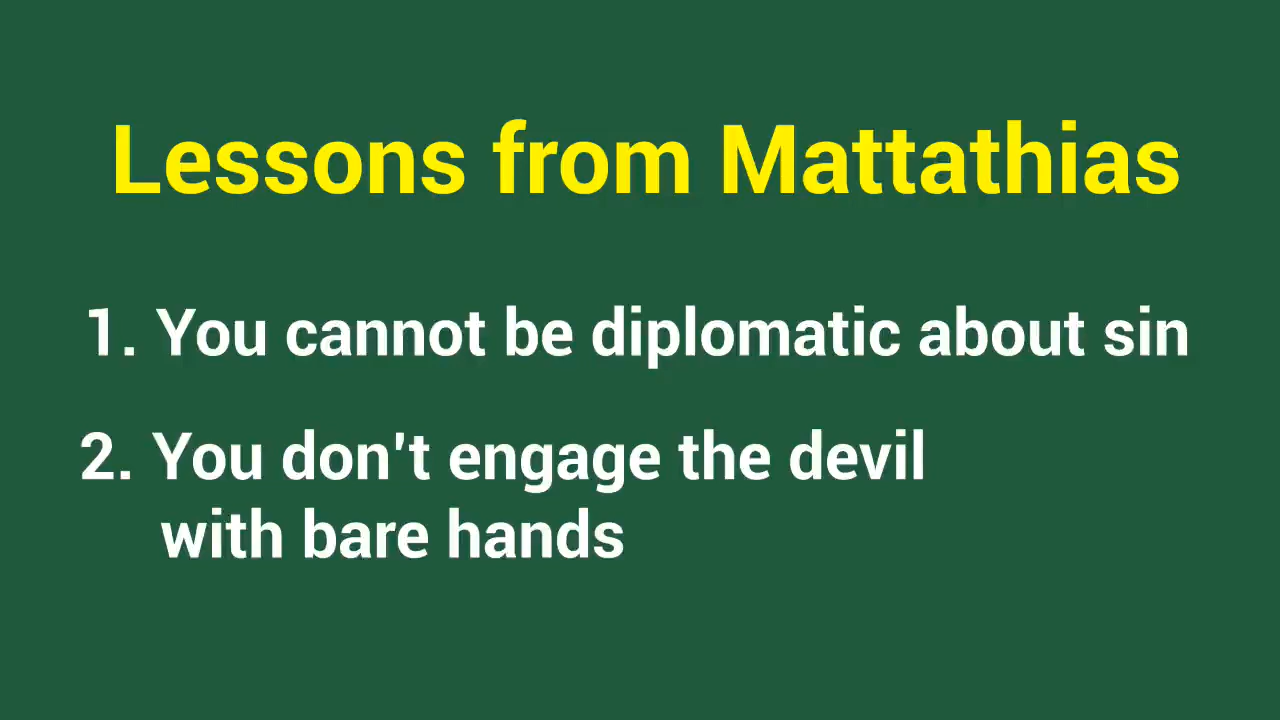 Lessons from Mattathias
1. You cannot be diplomatic about sin
2. You don't engage the devil
with bare hands